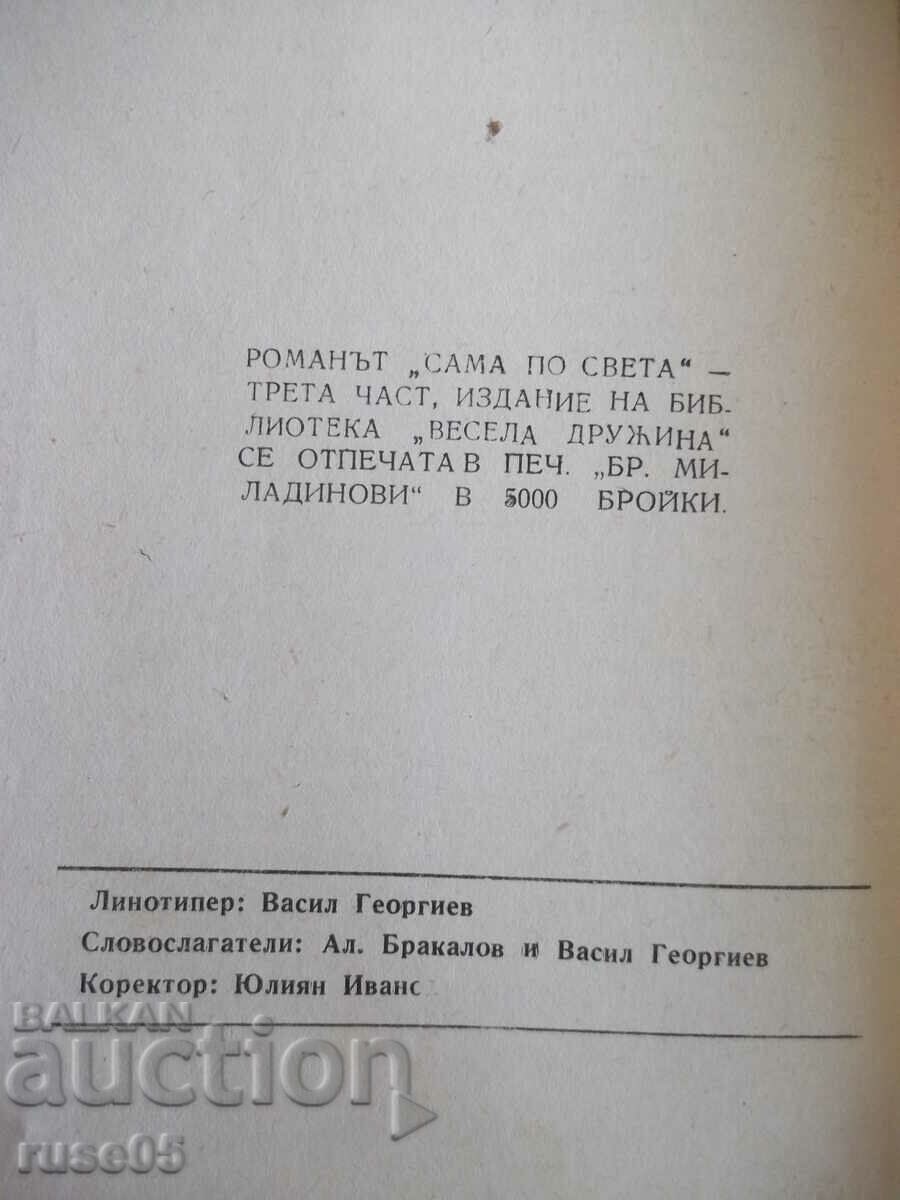 РОМАНЪТ „САМА ПО СВЕТА“ —
ТРЕТА ЧАСТ, ИЗДАНИЕ НА БИБ-
ЛИОТЕКА „ВЕСЕЛА ДРУЖИНА“
СЕ ОТПЕЧАТА В ПЕЧ. „БР. МИ-
ЛАДИНОВИ“ В 5000 БРОЙКИ.
Линотипер: Васил Георгиев
Словослагатели: Ал. Бракалов и Васил Георгиев
Коректор: Юлиян
BALKAN
auction
ruse05